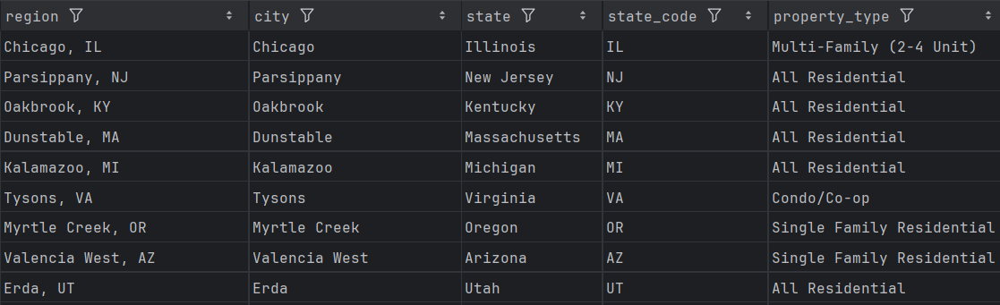 region city state state_code property_type
Chicago, IL Chicago Illinois IL Multi-Family (2-4 Unit)
Parsippany, NJ Parsippany New Jersey NJ All Residential
Oakbrook, KY Oakbrook Kentucky KY All Residential
Dunstable, MA Dunstable Massachusetts MA All Residential
Kalamazoo, MI Kalamazoo Michigan MI All Residential
Tysons, VA Tysons Virginia VA Condo/Co-op
Myrtle Creek, OR Myrtle Creek Oregon OR Single Family Residential
Valencia West, AZ Valencia West Arizona AZ Single Family Residential
Erda, UT Erda Utah UT All Residential